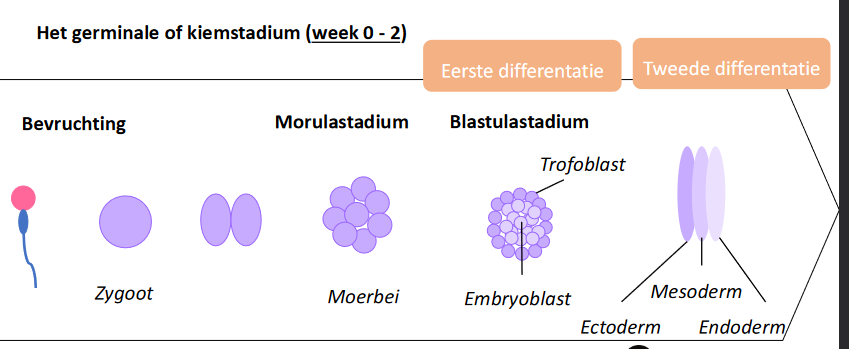 Het germinale of kiemstadium (week 0 - 2)
Eerste differentatie
Tweede differentatie
Bevruchting
Morulastadium
Blastulastadium
Trofoblast
Zygoot
Moerbei
Embryoblast
Mesoderm
Ectoderm
Endoderm